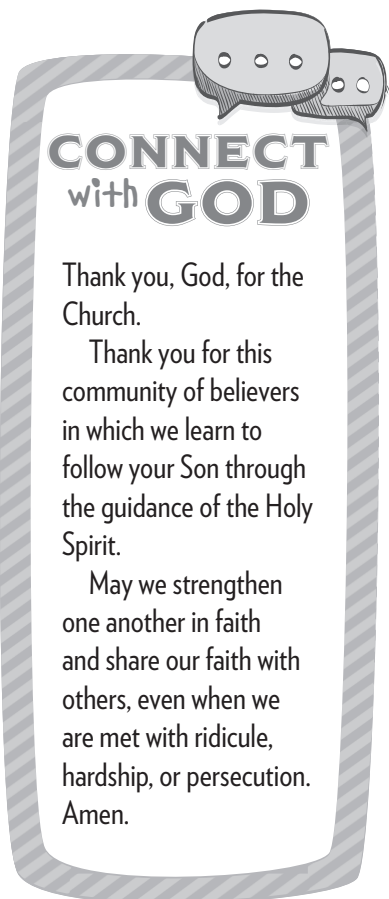 CONNECT
with GOD
Thank you, God, for the
Church.
Thank you for this
community of believers
in which we learn to
follow your Son through
the guidance of the Holy
Spirit.
May we strengthen
one another in faith
and share our faith with
others, even when we
are met with ridicule,
hardship, or persecution.
Amen.